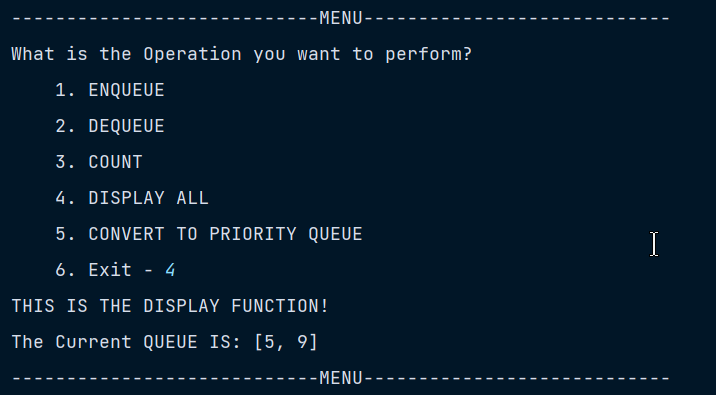 ----------------------------MENU----------------------------
What is the Operation you want to perform?
1. ENQUEUE
2. DEQUEUE
3. COUNT
4. DISPLAY ALL
5. CONVERT TO PRIORITY QUEUE
6. Exit - 4
THIS IS THE DISPLAY FUNCTION!
The Current QUEUE IS: [5, 9]
----------------------------MENU----------------------------